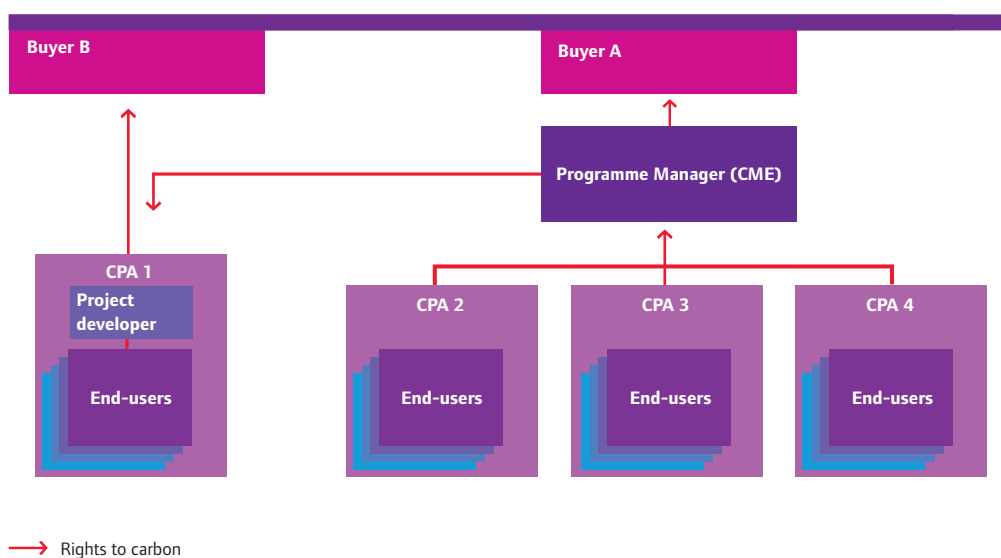 Buyer B
Buyer A
Programme Manager (CME)
CPA 1
Project
developer
End-users
CPA 2
End-users
CPA 3
End-users
CPA 4
End-users
Rights to carbon